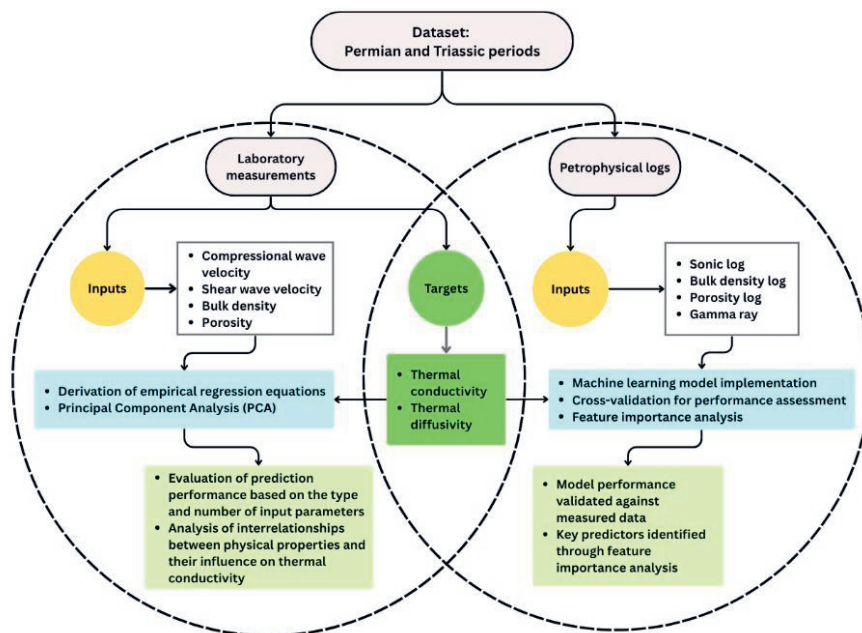 Dataset:
Permian and Triassic periods
Laboratory
measurements
Petrophysical logs
Inputs
• Compressional wave
velocity
• Shear wave velocity
• Bulk density
• Porosity
Targets
Inputs
• Sonic log
• Bulk density log
• Porosity log
• Gamma ray
• Derivation of empirical regression equations
• Principal Component Analysis (PCA)
• Thermal
conductivity
• Thermal
diffusivity
• Machine learning model implementation
• Cross-validation for performance assessment
• Feature importance analysis
• Evaluation of prediction
performance based on the type
and number of input parameters
• Analysis of interrelationships
between physical properties and
their influence on thermal
conductivity
• Model performance
validated against
measured data
• Key predictors identified
through feature
importance analysis